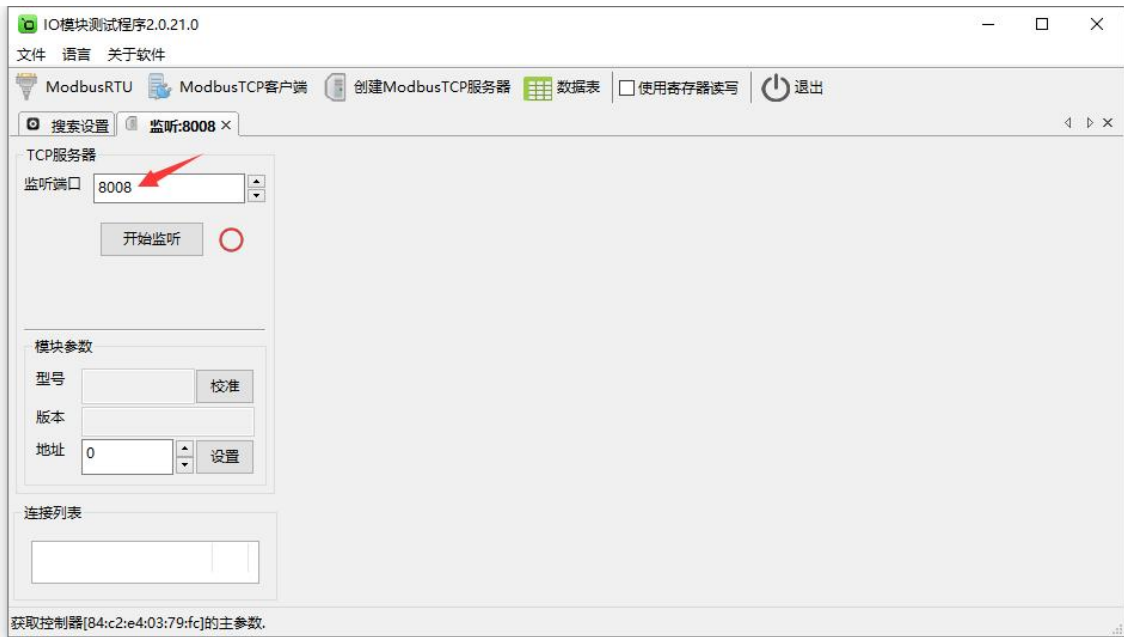 IO模块测试程序2.0.21.0
文件 语言 关于软件
ModbusRTU ModbusTCP客户端 创建ModbusTCP服务器 数据表 使用寄存器读写 退出
搜索设置 监听:8008
TCP服务器
监听端口 8008
开始监听
模块参数
型号 校准
版本
地址 0 设置
连接列表
获取控制器[84:c2:e4:03:79:fc]的主参数.